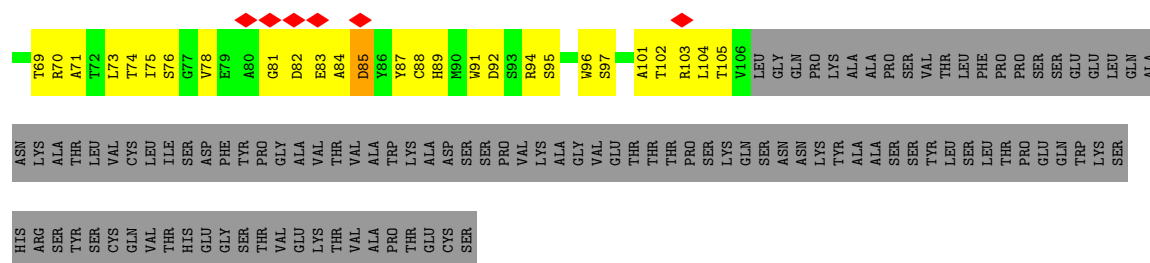 T69 R70 A71 T72 L73 T74 I75 S76 G77 V78 E79 A80 G81 D82 E83 A84 D85 Y86 Y87 C88 H89 M90 W91 D92 S93 R94 S95 W96 S97 A101 T102 R103 L104 T105 V106 LEU GLY GLN PRO LYS ALA ALA PRO SER VAL THR LEU PHE PRO PRO SER SER GLU GLU LEU GLN ALA
ASN LYS ALA THR LEU VAL CYS LEU ILE SER ASP PHE TYR PRO GLY ALA VAL THR VAL ALA TRP LYS ALA ASP SER SER PRO VAL LYS ALA GLY VAL GLU THR THR THR PRO SER LYS GLN SER ASN ASN LYS TYR ALA ALA SER SER TYR LEU SER LEU THR PRO GLU GLN TRP LYS SER
HIS ARG SER TYR SER CYS GLN VAL THR HIS GLU GLY SER THR VAL GLU LYS THR VAL ALA PRO THR GLU CYS SER